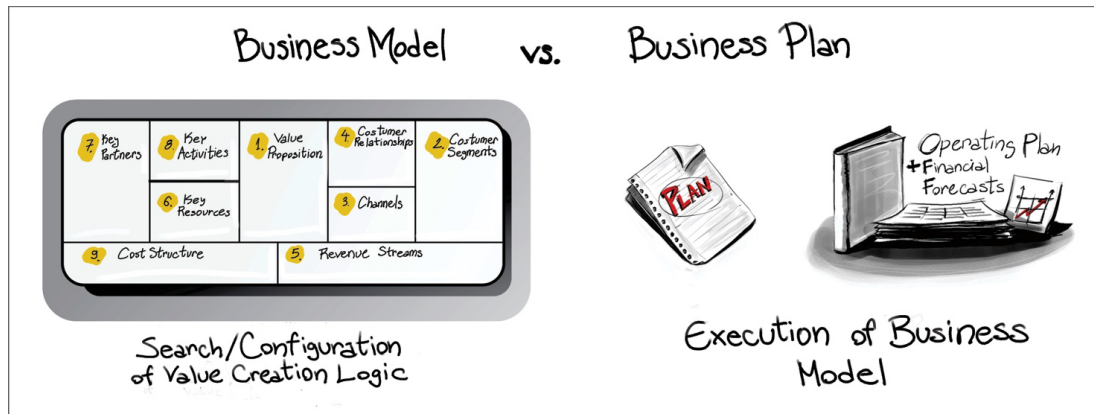 Business Model vs. Business Plan
7. Key
Partners
8. Key
Activities
6. Key
Resources
1. Value
Proposition
4. Costumer
Relationships
3. Channels
2. Costumer
Segments
9. Cost Structure
5. Revenue Streams
Search/Configuration
of Value Creation Logic
PLAN
Operating Plan
+Financial
Forecasts
Execution of Business
Model